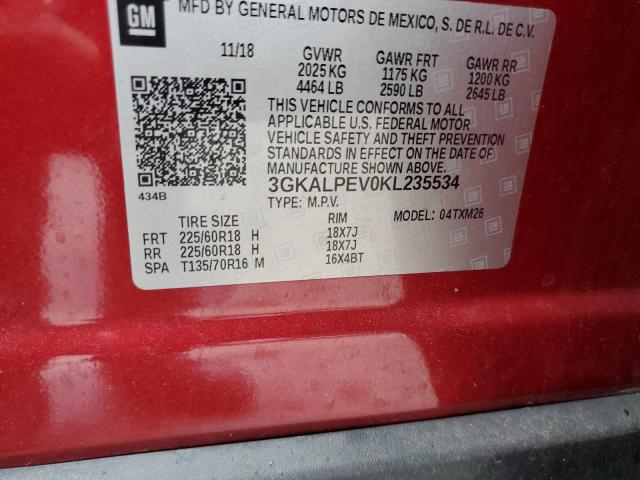 GM
MFD BY GENERAL MOTORS DE MEXICO, S. DE R.L. DE C.V.
11/18 GVWR GAWR FRT GAWR RR
2025 KG 1175 KG 1200 KG
4464 LB 2590 LB 2645 LB
THIS VEHICLE CONFORMS TO ALL
APPLICABLE U.S. FEDERAL MOTOR
VEHICLE SAFETY AND THEFT PREVENTION
STANDARDS IN EFFECT ON THE DATE OF
MANUFACTURE SHOWN ABOVE.
3GKALPEV0KL235534
434B
TYPE: M.P.V. MODEL: 04TXM26
TIRE SIZE RIM
FRT 225/60R18 H 18X7J
RR 225/60R18 H 18X7J
SPA T135/70R16 M 16X4BT